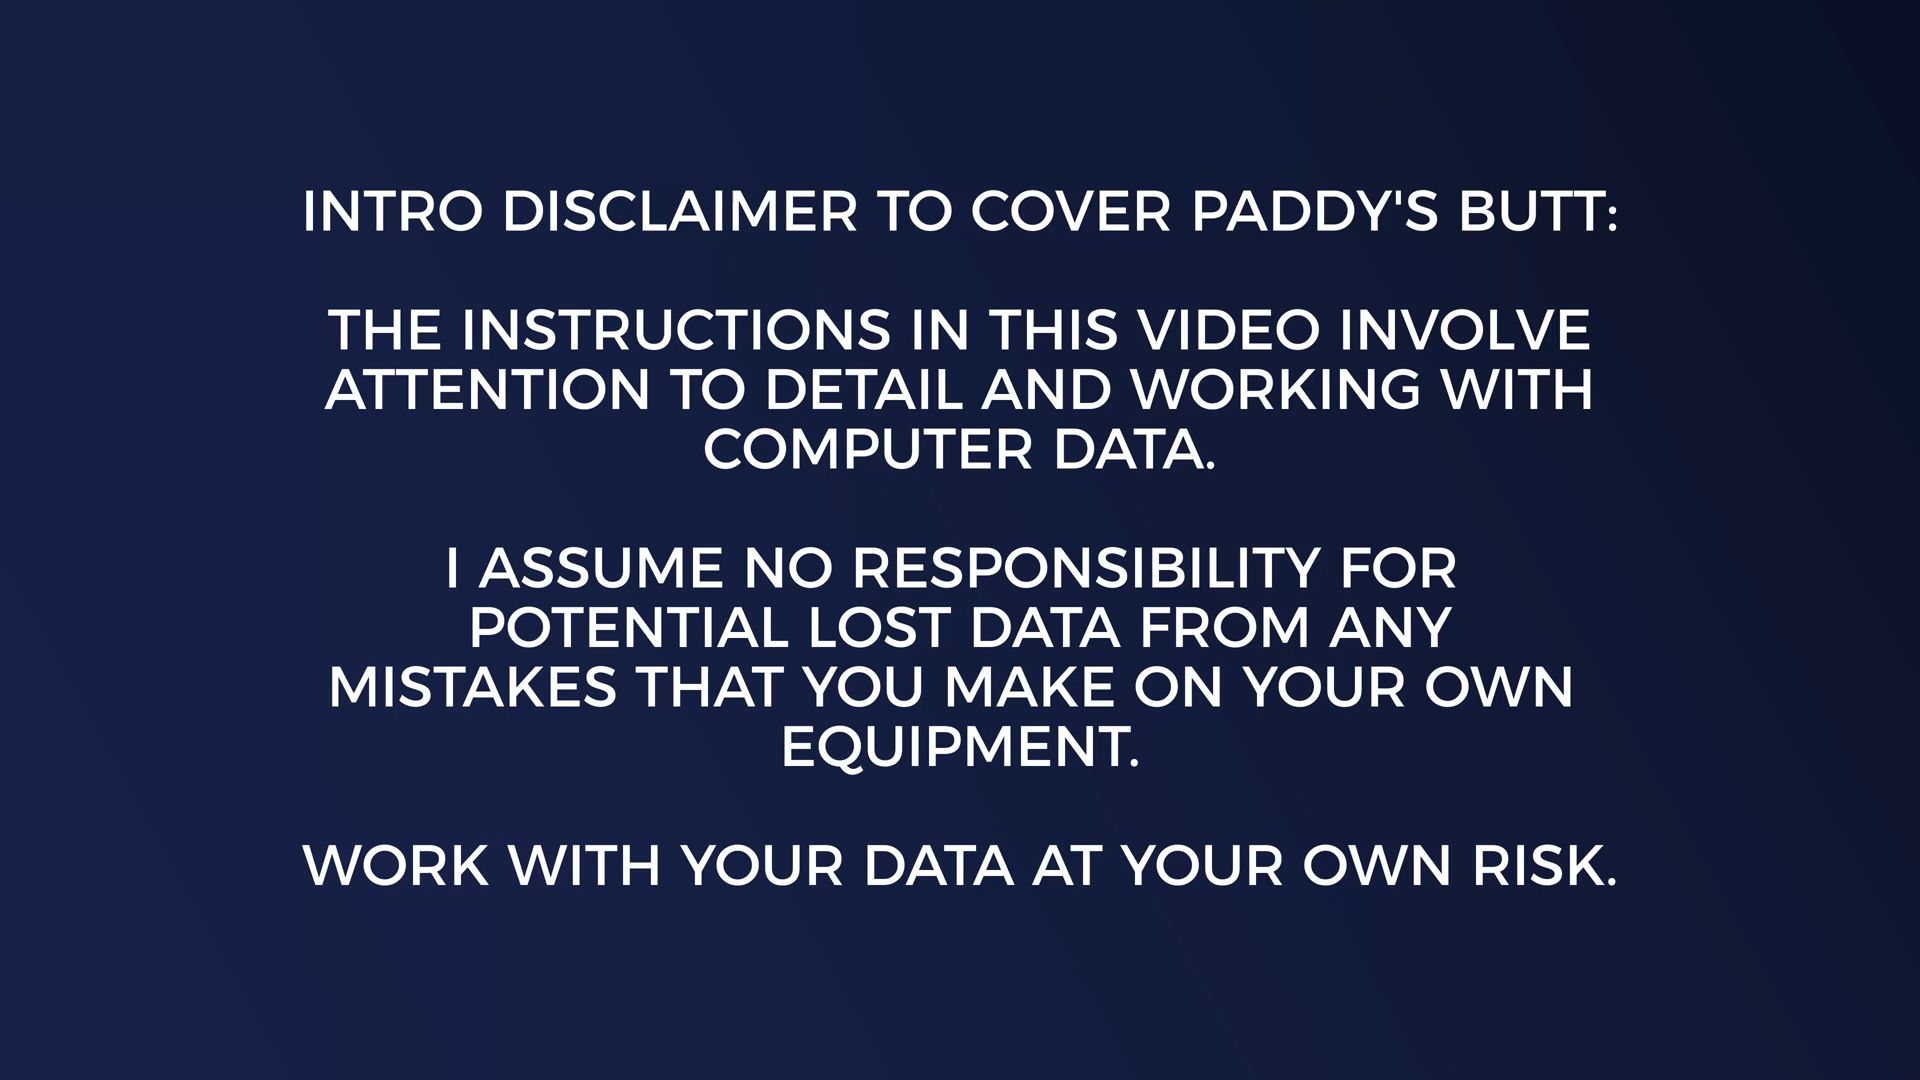 INTRO DISCLAIMER TO COVER PADDY'S BUTT:
THE INSTRUCTIONS IN THIS VIDEO INVOLVE
ATTENTION TO DETAIL AND WORKING WITH
COMPUTER DATA.
I ASSUME NO RESPONSIBILITY FOR
POTENTIAL LOST DATA FROM ANY
MISTAKES THAT YOU MAKE ON YOUR OWN
EQUIPMENT.
WORK WITH YOUR DATA AT YOUR OWN RISK.